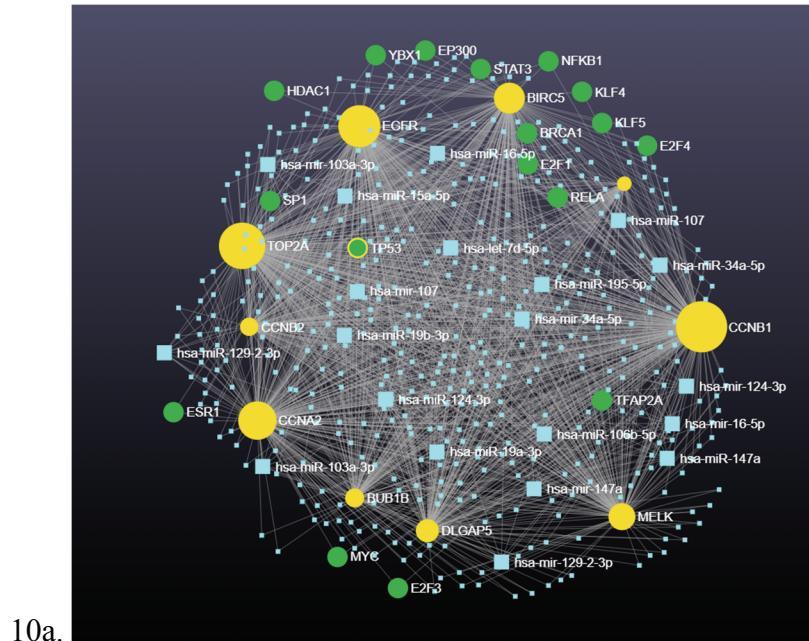 YBX1
EP300
STAT3
NFKB1
HDAC1
BIRC5
KLF4
EGFR
BRCA1
KLF5
E2F4
hsa-miR-16-5p
hsa-mir-103a-3p
E2F1
hsa-miR-15a-5p
SP1
RELA
hsa-miR-107
TOP2A
TP53
hsa-let-7d-5p
hsa-miR-34a-5p
hsa-miR-195-5p
hsa-mir-107
hsa-mir-34a-5p
CCNB2
CCNB1
hsa-miR-19b-3p
hsa-miR-129-2-3p
hsa-mir-124-3p
hsa-miR-124-3p
TFAP2A
ESR1
CCNA2
hsa-mir-16-5p
hsa-miR-106b-5p
hsa-miR-19a-3p
hsa-miR-147a
hsa-miR-103a-3p
hsa-mir-147a
BUB1B
MELK
DLGAP5
MYC
hsa-mir-129-2-3p
E2F3
10a.